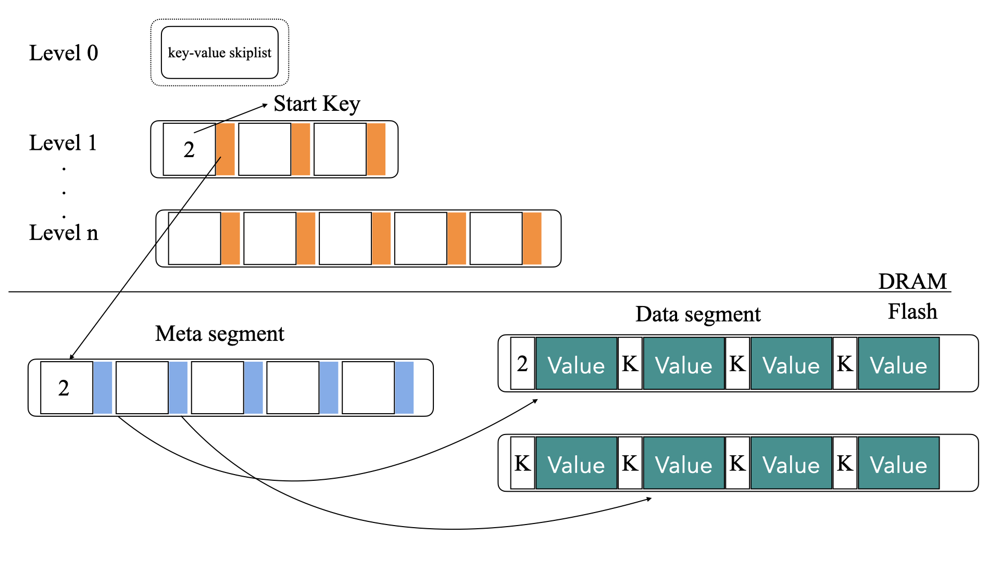 Level 0
key-value skiplist
Start Key
Level 1
2
.
.
.
Level n
DRAM
Flash
Data segment
Meta segment
2 Value K Value K Value K Value
2
K Value K Value K Value K Value